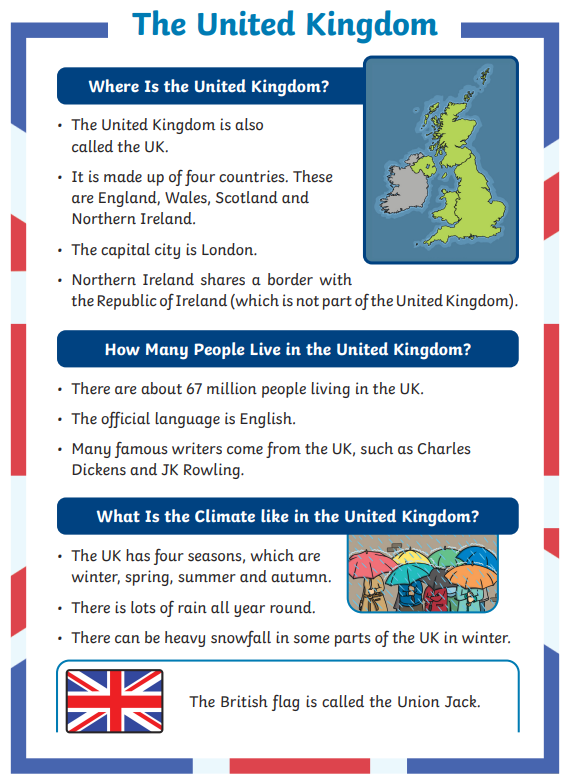 The United Kingdom
Where Is the United Kingdom?
• The United Kingdom is also
called the UK.
• It is made up of four countries. These
are England, Wales, Scotland and
Northern Ireland.
• The capital city is London.
• Northern Ireland shares a border with
the Republic of Ireland (which is not part of the United Kingdom).
How Many People Live in the United Kingdom?
• There are about 67 million people living in the UK.
• The official language is English.
• Many famous writers come from the UK, such as Charles
Dickens and JK Rowling.
What Is the Climate like in the United Kingdom?
• The UK has four seasons, which are
winter, spring, summer and autumn.
• There is lots of rain all year round.
• There can be heavy snowfall in some parts of the UK in winter.
The British flag is called the Union Jack.